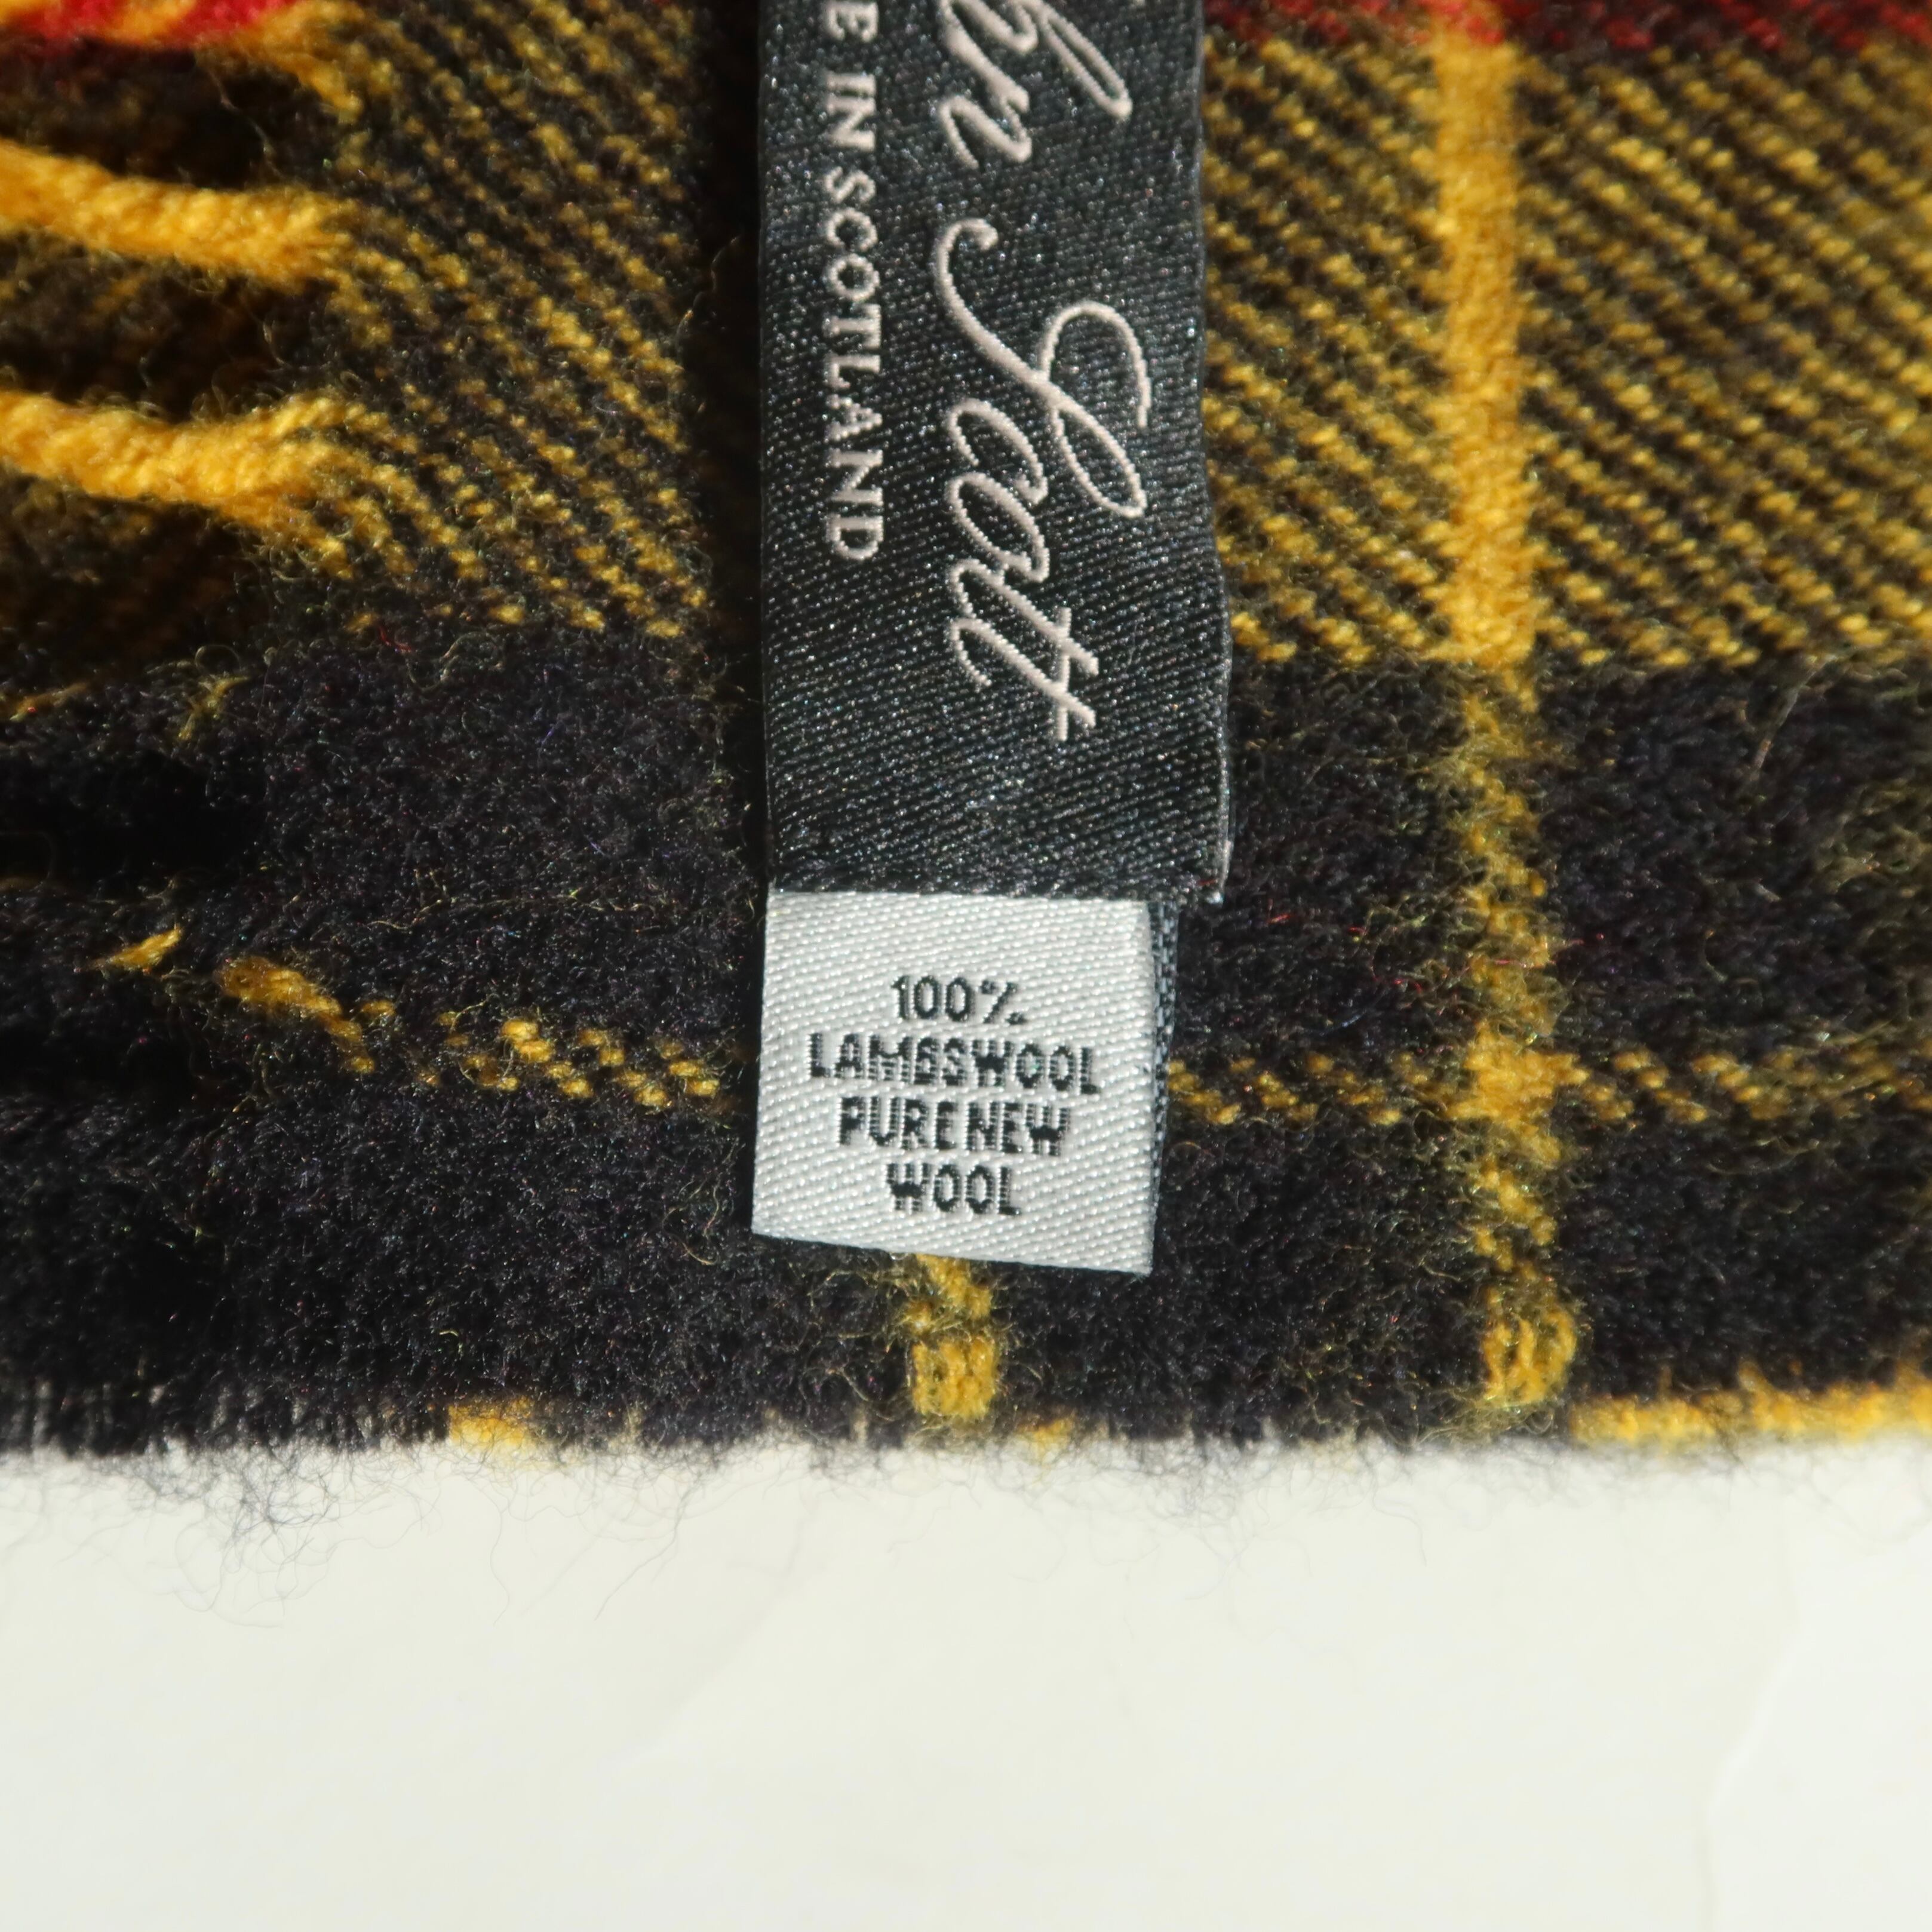 Scott
IN SCOTLAND
100%
LAMBSWOOL
PURE NEW
WOOL